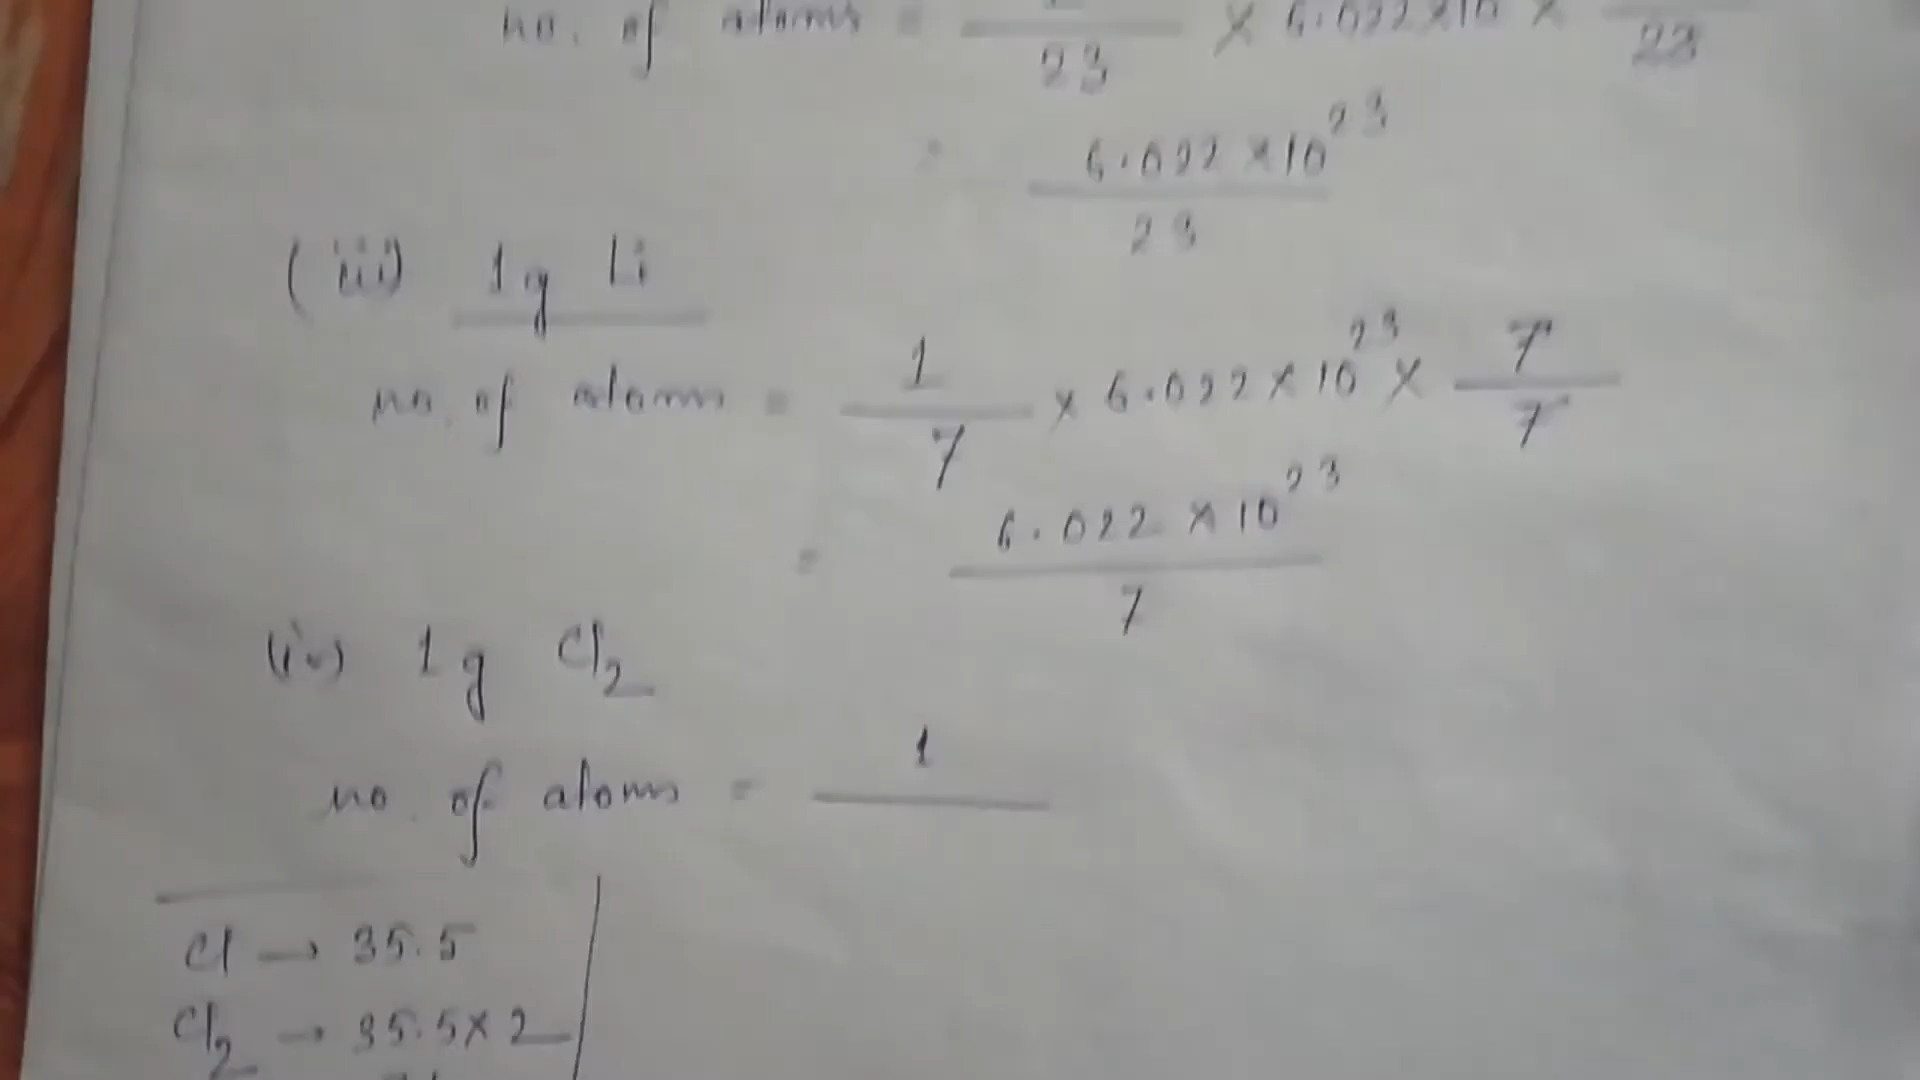 no. of atoms = — × 6.022×10 × —
23 23
= 6.022 × 10^23
23
(iii) 1g Li
no. of atoms = 1/7 × 6.022×10^23 × 7/7
= 6.022 × 10^23
7
(iv) 1g Cl2
no. of atoms = 1
Cl → 35.5
Cl2 → 35.5×2